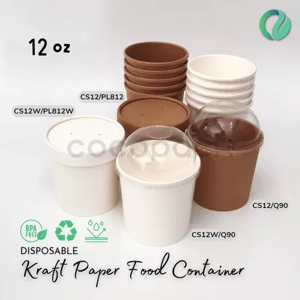 12 oz
CS12/PL812
CS12W/PL812W
CS12/Q90
CS12W/Q90
BPA
FREE
DISPOSABLE
Kraft Paper Food Container